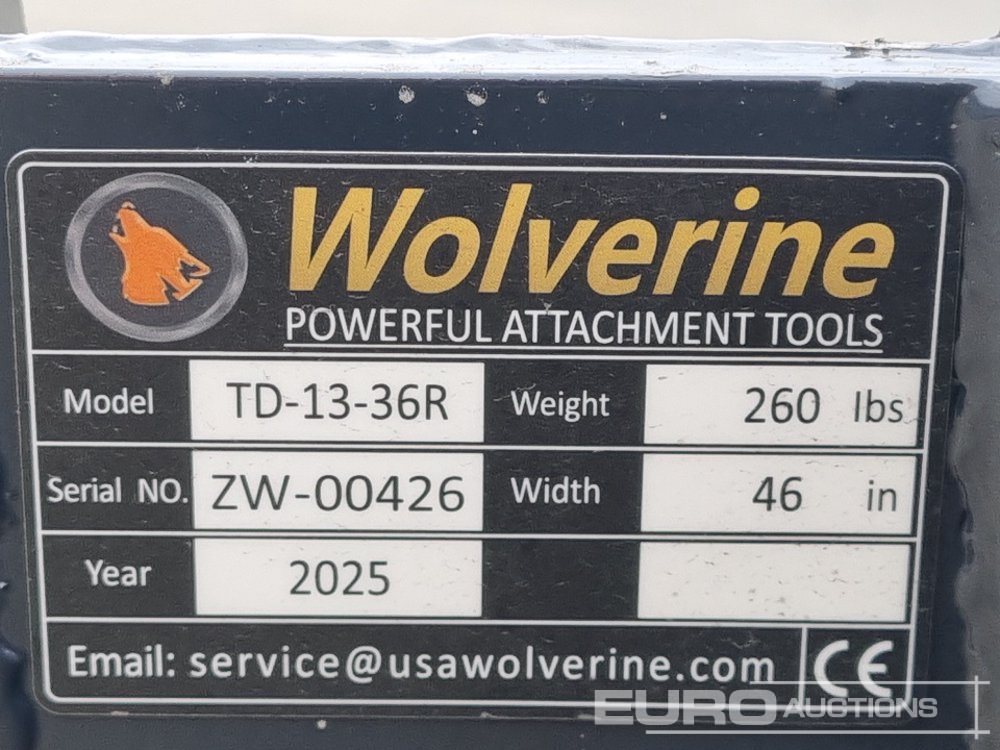 Wolverine
POWERFUL ATTACHMENT TOOLS
Model TD-13-36R Weight 260 lbs
Serial NO. ZW-00426 Width 46 in
Year 2025
Email: service@usawolverine.com CE
EURO AUCTIONS